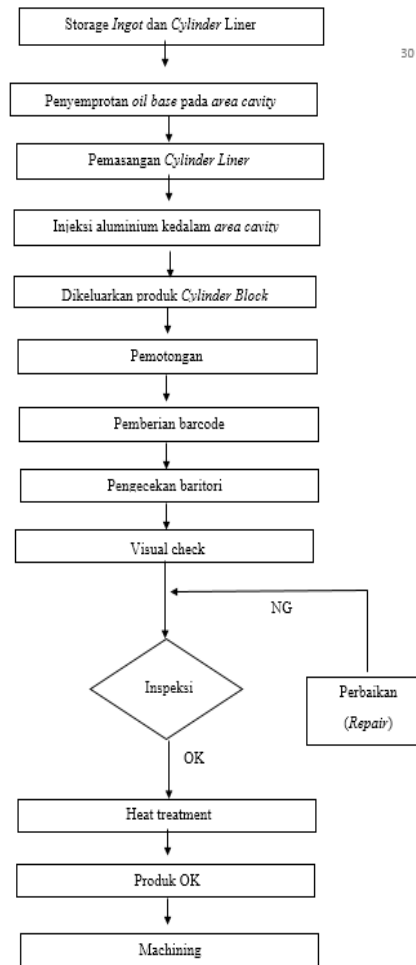 Storage Ingot dan Cylinder Liner
30
Penyemprotan oil base pada area cavity
Pemasangan Cylinder Liner
Injeksi aluminium kedalam area cavity
Dikeluarkan produk Cylinder Block
Pemotongan
Pemberian barcode
Pengecekan baritori
Visual check
NG
Inspeksi
Perbaikan
(Repair)
OK
Heat treatment
Produk OK
Machining